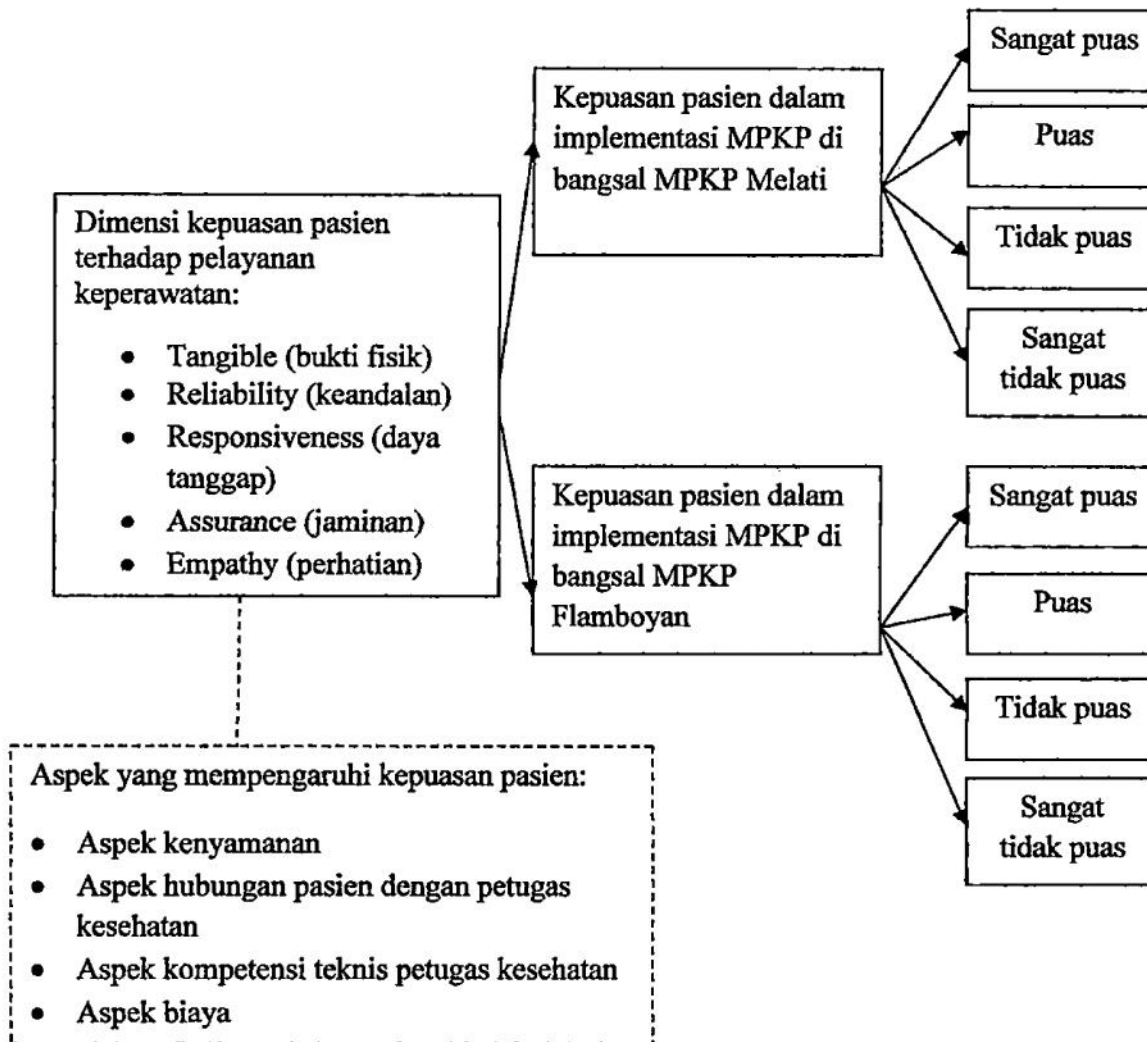 Dimensi kepuasan pasien
terhadap pelayanan
keperawatan:
• Tangible (bukti fisik)
• Reliability (keandalan)
• Responsiveness (daya
tanggap)
• Assurance (jaminan)
• Empathy (perhatian)
Kepuasan pasien dalam
implementasi MPKP di
bangsal MPKP Melati
Sangat puas
Puas
Tidak puas
Sangat
tidak puas
Kepuasan pasien dalam
implementasi MPKP di
bangsal MPKP
Flamboyan
Sangat puas
Puas
Tidak puas
Sangat
tidak puas
Aspek yang mempengaruhi kepuasan pasien:
• Aspek kenyamanan
• Aspek hubungan pasien dengan petugas
kesehatan
• Aspek kompetensi teknis petugas kesehatan
• Aspek biaya